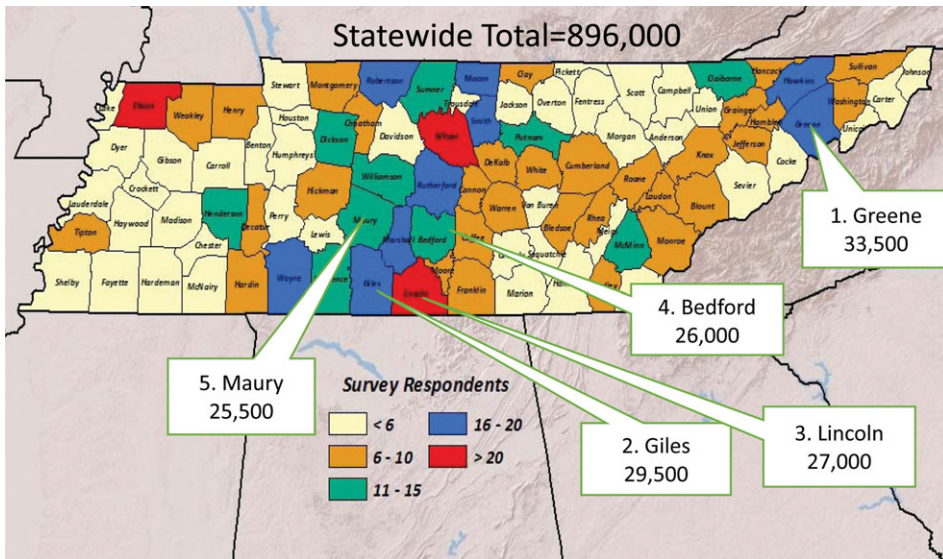 Statewide Total=896,000
Lake
Obion
Weakley
Henry
Stewart
Montgomery
Robertson
Sumner
Macon
Trousdale
Clay
Pickett
Jackson
Overton
Fentress
Scott
Campbell
Claiborne
Union
Hancock
Hawkins
Sullivan
Johnson
Carter
Washington
Greene
Grainger
Jefferson
Cocke
Sevier
Knox
Anderson
Morgan
Putnam
Smith
Wilson
Davidson
Dickson
Houston
Humphreys
Benton
Carroll
Gibson
Dyer
Crockett
Lauderdale
Haywood
Madison
Henderson
Perry
Hickman
Williamson
Rutherford
Cannon
DeKalb
White
Cumberland
Roane
Loudon
Blount
Monroe
McMinn
Rhea
Bledsoe
Van Buren
Warren
Bedford
Marshall
Maury
Lewis
Chester
Tipton
Shelby
Fayette
Hardeman
McNairy
Hardin
Wayne
Giles
Lincoln
Moore
Franklin
Marion
Sequatchie
1. Greene
33,500
4. Bedford
26,000
5. Maury
25,500
2. Giles
29,500
3. Lincoln
27,000
Survey Respondents
< 6
6 - 10
11 - 15
16 - 20
> 20